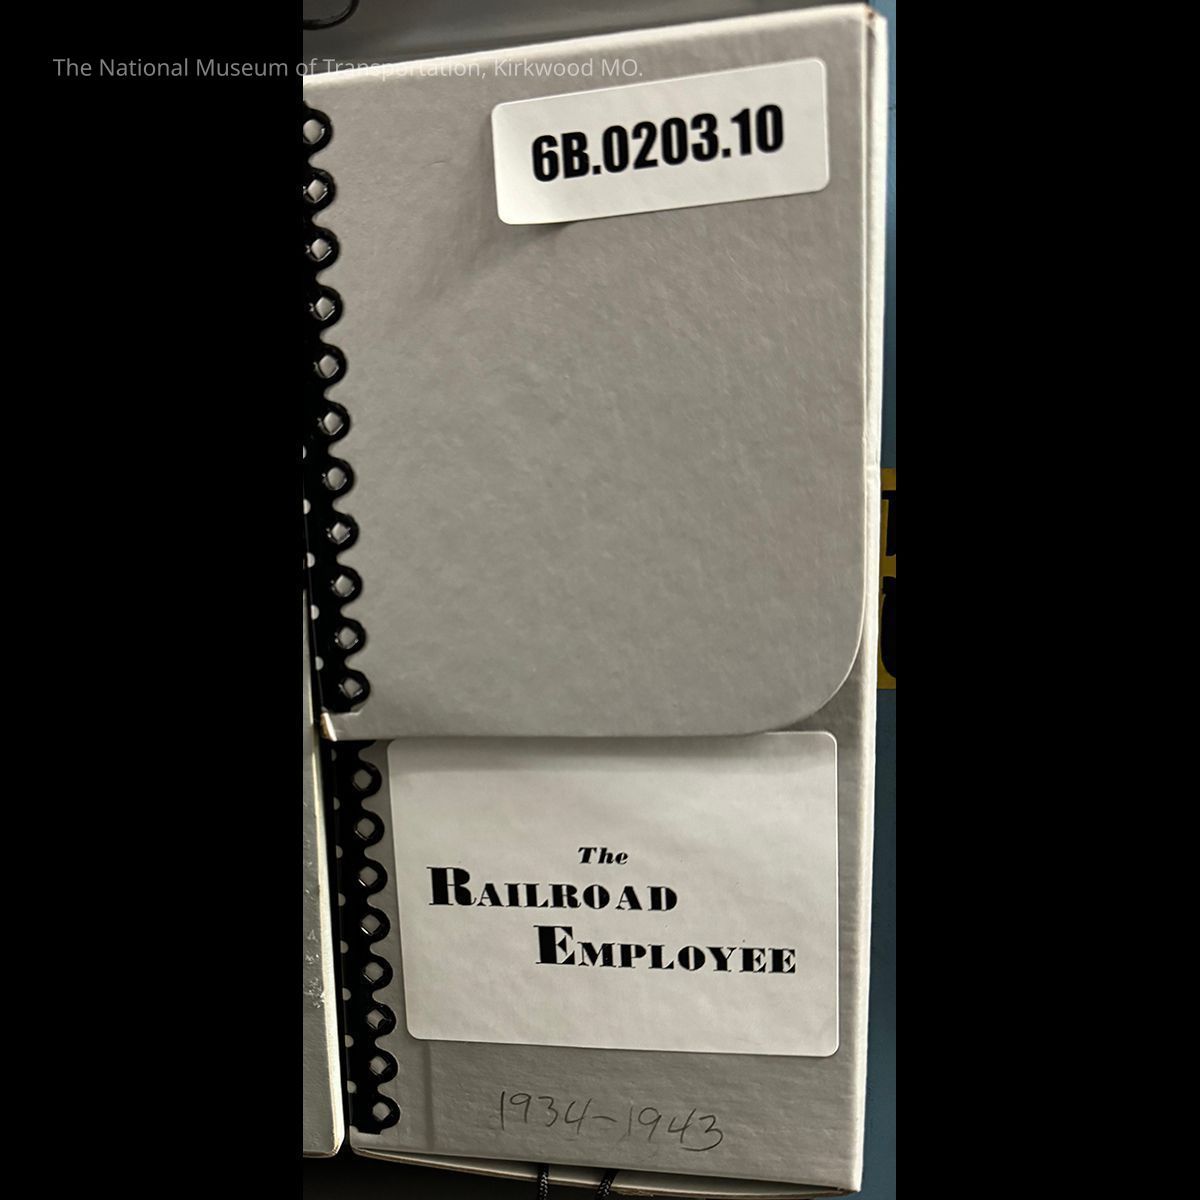 The National Museum of Transportation, Kirkwood MO.
6B.0203.10
The
RAILROAD
EMPLOYEE
1934-1943